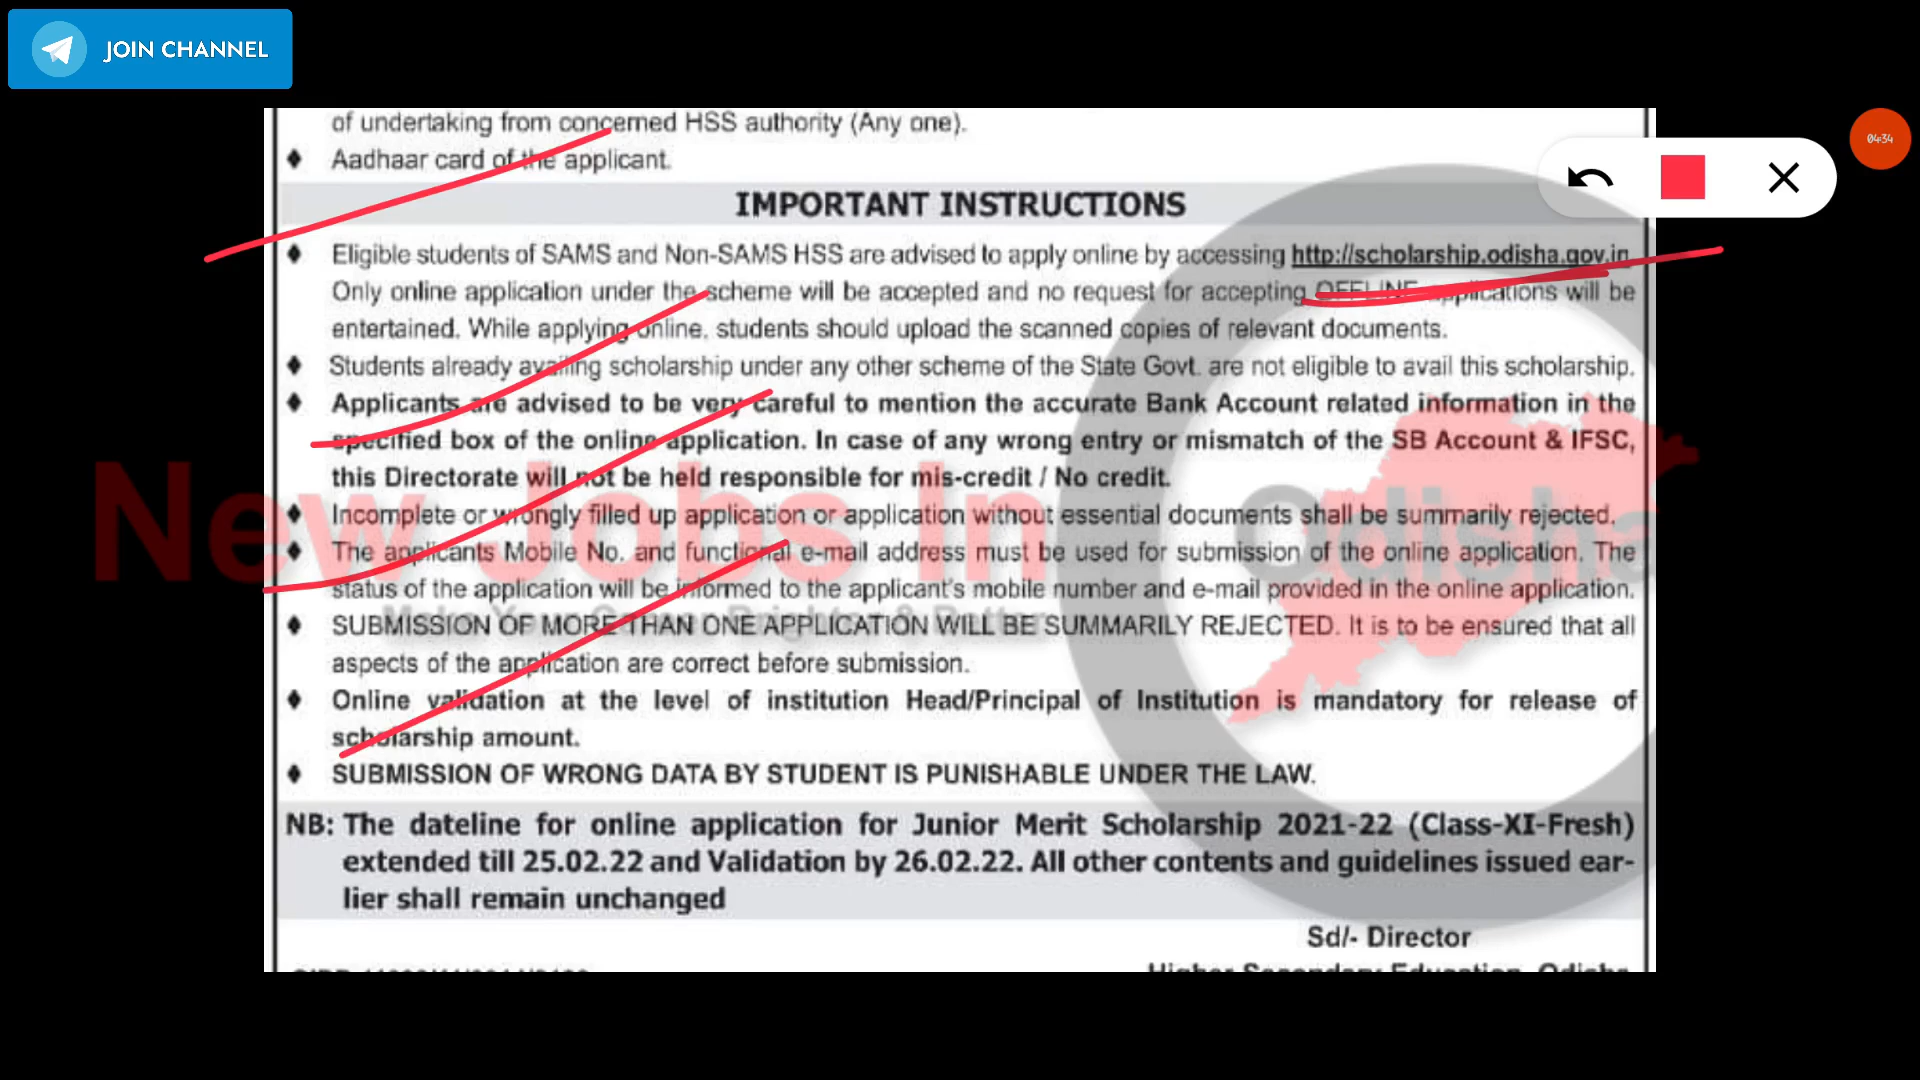 JOIN CHANNEL
04:34
of undertaking from concerned HSS authority (Any one).
♦ Aadhaar card of the applicant.
IMPORTANT INSTRUCTIONS
♦ Eligible students of SAMS and Non-SAMS HSS are advised to apply online by accessing http://scholarship.odisha.gov.in
Only online application under the scheme will be accepted and no request for accepting OFFLINE applications will be
entertained. While applying online, students should upload the scanned copies of relevant documents.
♦ Students already availing scholarship under any other scheme of the State Govt. are not eligible to avail this scholarship.
♦ Applicants are advised to be very careful to mention the accurate Bank Account related information in the
specified box of the online application. In case of any wrong entry or mismatch of the SB Account & IFSC,
this Directorate will not be held responsible for mis-credit / No credit.
♦ Incomplete or wrongly filled up application or application without essential documents shall be summarily rejected.
♦ The applicants Mobile No. and functional e-mail address must be used for submission of the online application. The
status of the application will be informed to the applicant's mobile number and e-mail provided in the online application.
♦ SUBMISSION OF MORE THAN ONE APPLICATION WILL BE SUMMARILY REJECTED. It is to be ensured that all
aspects of the application are correct before submission.
♦ Online validation at the level of institution Head/Principal of Institution is mandatory for release of
scholarship amount.
♦ SUBMISSION OF WRONG DATA BY STUDENT IS PUNISHABLE UNDER THE LAW.
NB: The dateline for online application for Junior Merit Scholarship 2021-22 (Class-XI-Fresh)
extended till 25.02.22 and Validation by 26.02.22. All other contents and guidelines issued ear-
lier shall remain unchanged
Sd/- Director
Higher Secondary Education, Odisha
New Jobs In Odisha
Make Your Career Brighter & Better